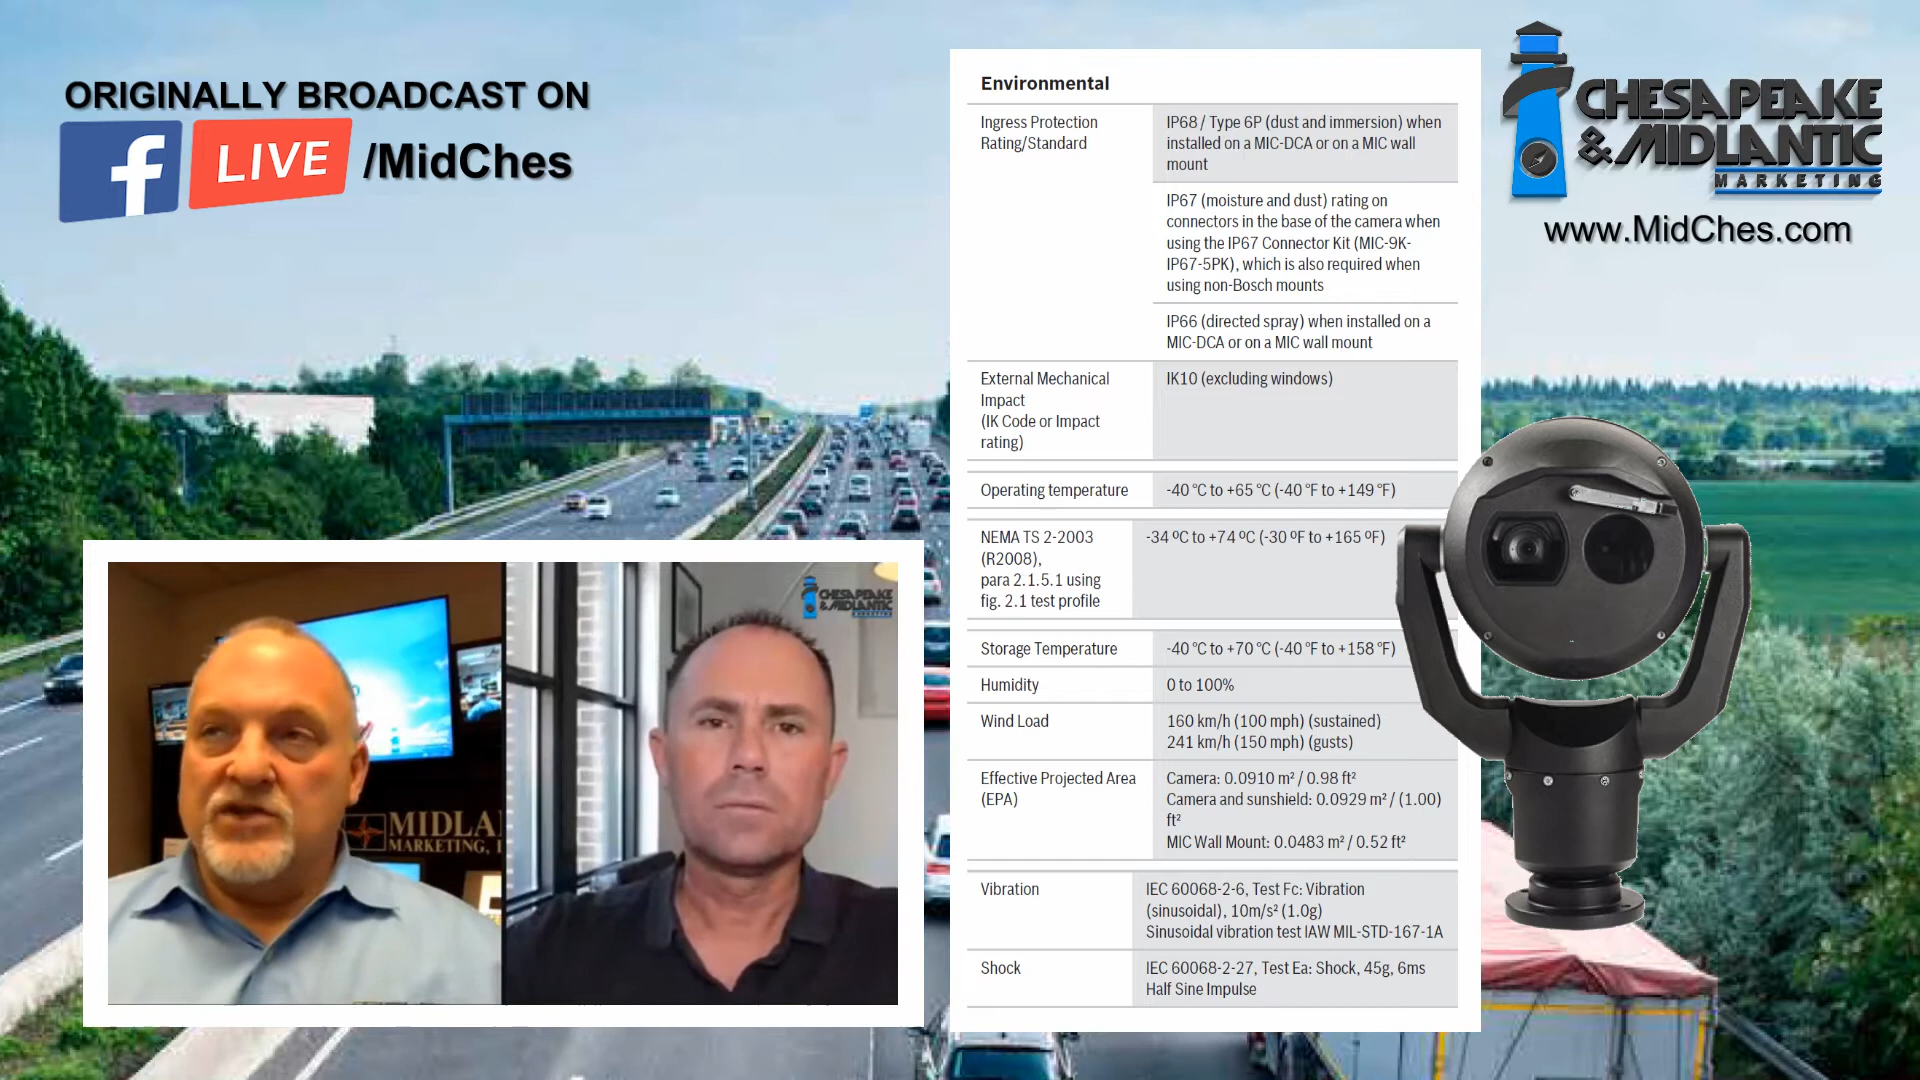 ORIGINALLY BROADCAST ON
f LIVE /MidChes
CHESAPEAKE
& MIDLANTIC
MARKETING
www.MidChes.com
Environmental
Ingress Protection
Rating/Standard
IP68 / Type 6P (dust and immersion) when
installed on a MIC-DCA or on a MIC wall
mount
IP67 (moisture and dust) rating on
connectors in the base of the camera when
using the IP67 Connector Kit (MIC-9K-
IP67-5PK), which is also required when
using non-Bosch mounts
IP66 (directed spray) when installed on a
MIC-DCA or on a MIC wall mount
External Mechanical
Impact
(IK Code or Impact
rating)
IK10 (excluding windows)
Operating temperature
-40 °C to +65 °C (-40 °F to +149 °F)
NEMA TS 2-2003
(R2008),
para 2.1.5.1 using
fig. 2.1 test profile
-34 ºC to +74 ºC (-30 ºF to +165 ºF)
Storage Temperature
-40 °C to +70 °C (-40 °F to +158 °F)
Humidity
0 to 100%
Wind Load
160 km/h (100 mph) (sustained)
241 km/h (150 mph) (gusts)
Effective Projected Area
(EPA)
Camera: 0.0910 m² / 0.98 ft²
Camera and sunshield: 0.0929 m² / (1.00)
ft²
MIC Wall Mount: 0.0483 m² / 0.52 ft²
Vibration
IEC 60068-2-6, Test Fc: Vibration
(sinusoidal), 10m/s² (1.0g)
Sinusoidal vibration test IAW MIL-STD-167-1A
Shock
IEC 60068-2-27, Test Ea: Shock, 45g, 6ms
Half Sine Impulse
CHESAPEAKE
& MIDLANTIC
MARKETING
MIDLA
MARKETING, I